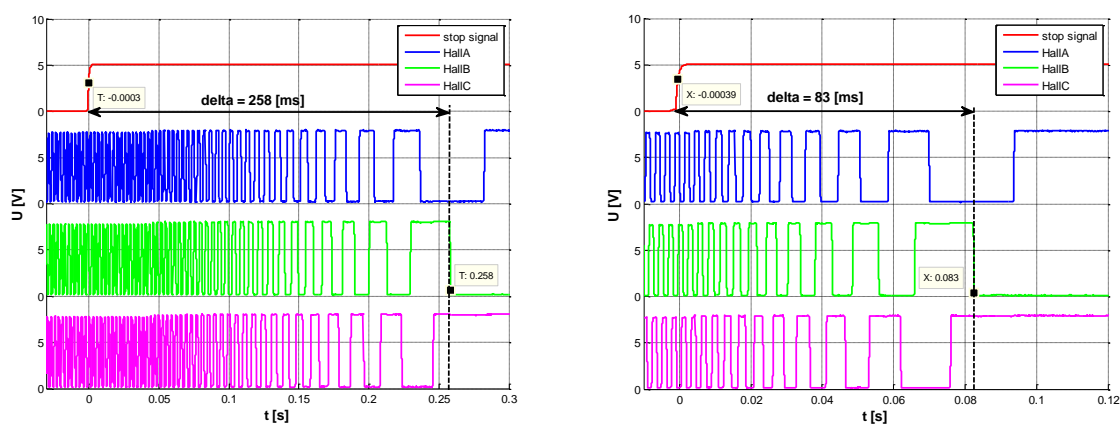 10
5
0
5
0
5
0
5
0
U [V]
stop signal
HallA
HallB
HallC
T: -0.0003
delta = 258 [ms]
T: 0.258
0 0.05 0.1 0.15 0.2 0.25 0.3
t [s]
10
5
0
5
0
5
0
5
0
U [V]
stop signal
HallA
HallB
HallC
X: -0.00039
delta = 83 [ms]
X: 0.083
0 0.02 0.04 0.06 0.08 0.1 0.12
t [s]